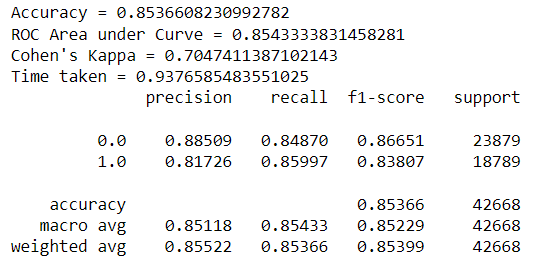 Accuracy = 0.8536608230992782
ROC Area under Curve = 0.8543333831458281
Cohen's Kappa = 0.7047411387102143
Time taken = 0.9376585483551025
precision recall f1-score support
0.0 0.88509 0.84870 0.86651 23879
1.0 0.81726 0.85997 0.83807 18789
accuracy 0.85366 42668
macro avg 0.85118 0.85433 0.85229 42668
weighted avg 0.85522 0.85366 0.85399 42668